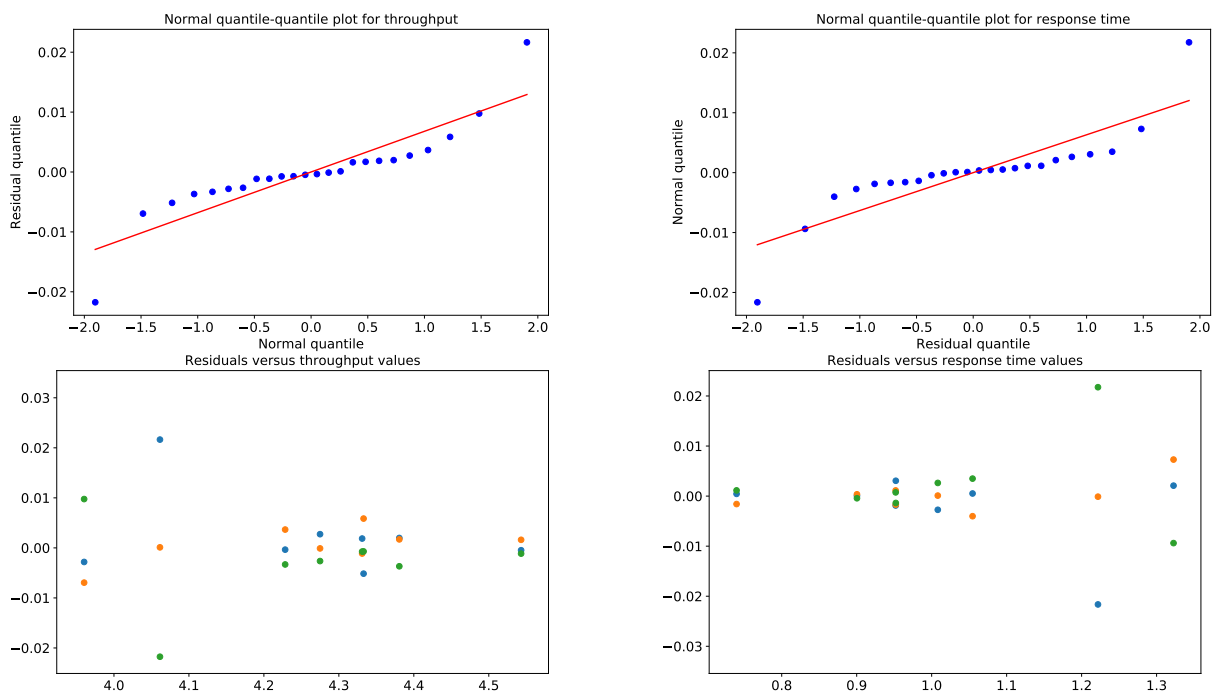 Normal quantile-quantile plot for throughput
Residual quantile
0.02
0.01
0.00
−0.01
−0.02
−2.0 −1.5 −1.0 −0.5 0.0 0.5 1.0 1.5 2.0
Normal quantile
Normal quantile-quantile plot for response time
Normal quantile
0.02
0.01
0.00
−0.01
−0.02
−2.0 −1.5 −1.0 −0.5 0.0 0.5 1.0 1.5 2.0
Residual quantile
Residuals versus throughput values
0.03
0.02
0.01
0.00
−0.01
−0.02
4.0 4.1 4.2 4.3 4.4 4.5
Residuals versus response time values
0.02
0.01
0.00
−0.01
−0.02
−0.03
0.8 0.9 1.0 1.1 1.2 1.3